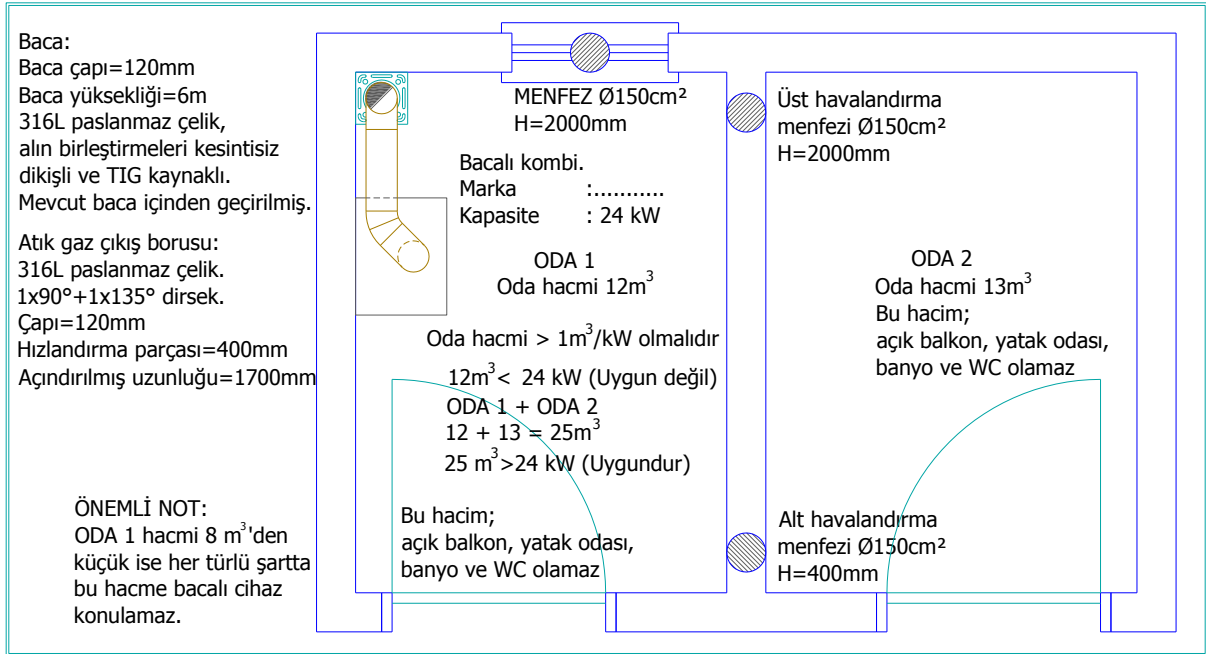 Baca:
Baca çapı=120mm
Baca yüksekliği=6m
316L paslanmaz çelik,
alın birleştirmeleri kesintisiz
dikişli ve TIG kaynaklı.
Mevcut baca içinden geçirilmiş.
Atık gaz çıkış borusu:
316L paslanmaz çelik.
1x90°+1x135° dirsek.
Çapı=120mm
Hızlandırma parçası=400mm
Açındırılmış uzunluğu=1700mm
ÖNEMLİ NOT:
ODA 1 hacmi 8 m³'den
küçük ise her türlü şartta
bu hacme bacalı cihaz
konulamaz.
MENFEZ Ø150cm²
H=2000mm
Bacalı kombi.
Marka :...........
Kapasite : 24 kW
ODA 1
Oda hacmi 12m³
Oda hacmi > 1m³/kW olmalıdır
12m³< 24 kW (Uygun değil)
ODA 1 + ODA 2
12 + 13 = 25m³
25 m³>24 kW (Uygundur)
Bu hacim;
açık balkon, yatak odası,
banyo ve WC olamaz
Üst havalandırma
menfezi Ø150cm²
H=2000mm
ODA 2
Oda hacmi 13m³
Bu hacim;
açık balkon, yatak odası,
banyo ve WC olamaz
Alt havalandırma
menfezi Ø150cm²
H=400mm